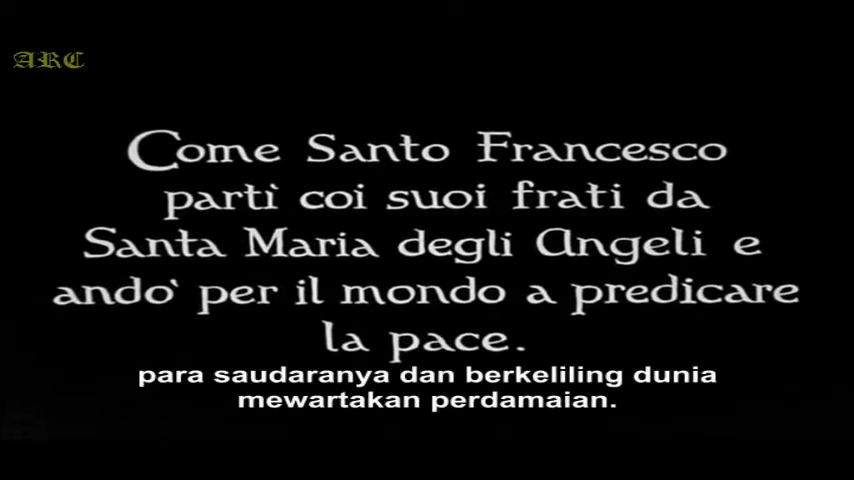 ARC
Come Santo Francesco
partì coi suoi frati da
Santa Maria degli Angeli e
andò per il mondo a predicare
la pace.
para saudaranya dan berkeliling dunia
mewartakan perdamaian.